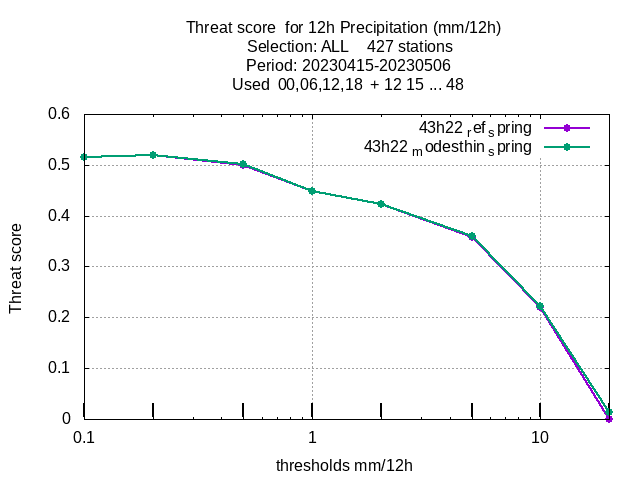 Threat score  for 12h Precipitation (mm/12h)
Selection: ALL    427 stations
Period: 20230415-20230506
Used  00,06,12,18  + 12 15 ... 48
43h22 ref spring
43h22 modesthin spring
0.6
0.5
0.4
0.3
0.2
0.1
0
Threat score
0.1 1 10
thresholds mm/12h